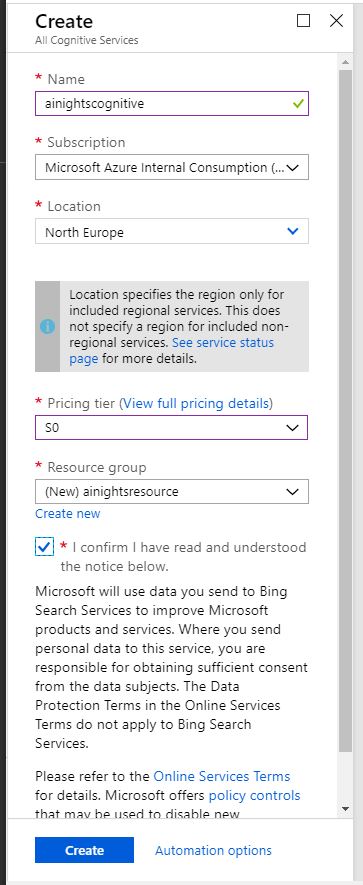 Create
All Cognitive Services
* Name
ainightscognitive
* Subscription
Microsoft Azure Internal Consumption (...
* Location
North Europe
Location specifies the region only for
included regional services. This does
not specify a region for included non-
regional services. See service status
page for more details.
* Pricing tier (View full pricing details)
S0
* Resource group
(New) ainightsresource
Create new
* I confirm I have read and understood
the notice below.
Microsoft will use data you send to Bing
Search Services to improve Microsoft
products and services. Where you send
personal data to this service, you are
responsible for obtaining sufficient consent
from the data subjects. The Data
Protection Terms in the Online Services
Terms do not apply to Bing Search
Services.
Please refer to the Online Services Terms
for details. Microsoft offers policy controls
that may be used to disable new
Create
Automation options